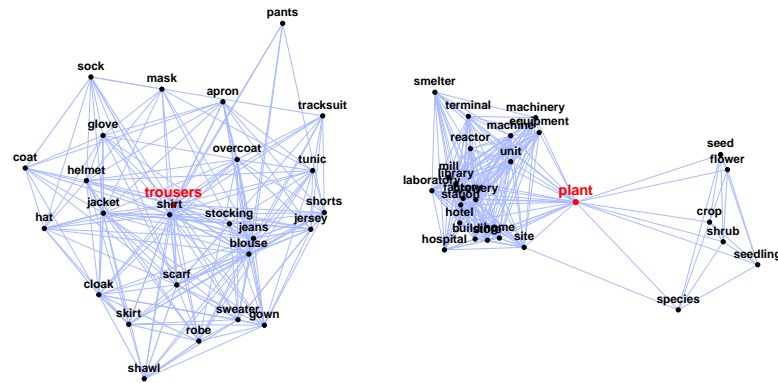 pants
sock
mask
apron
tracksuit
glove
overcoat
tunic
coat
helmet
trousers
jacket
shirt
stocking
shorts
hat
jeans
jersey
blouse
scarf
cloak
skirt
sweater
gown
robe
shawl
smelter
terminal
machinery
equipment
machine
reactor
unit
mill
library
laboratory
factory
station
hotel
building
store
home
hospital
site
plant
seed
flower
crop
shrub
seedling
species